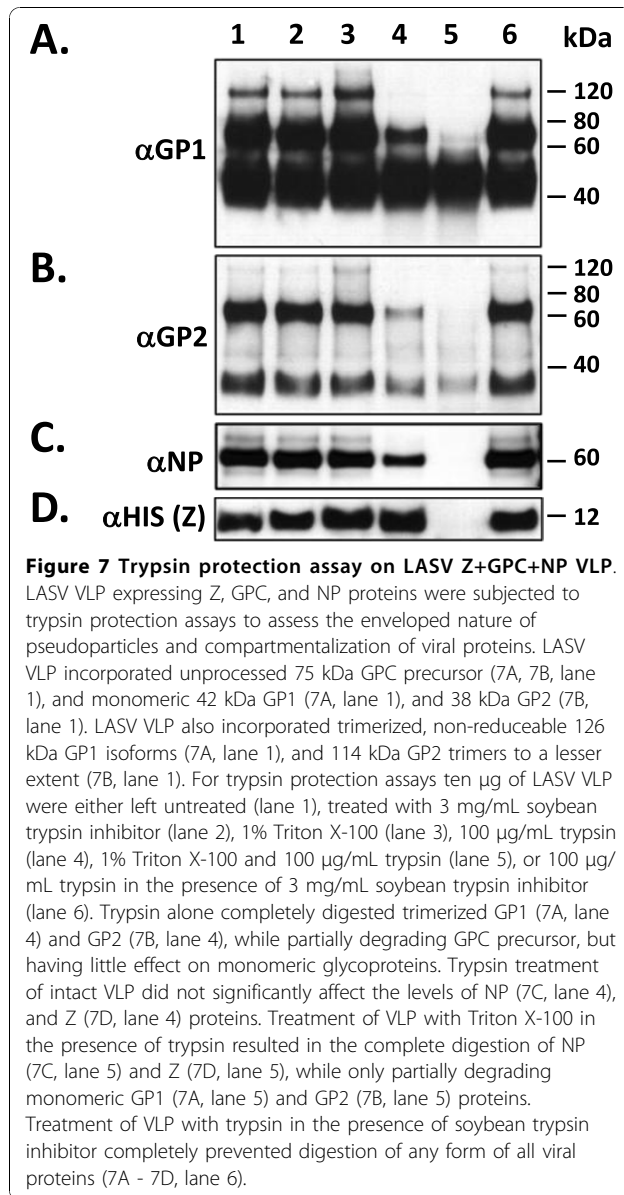 A. 1 2 3 4 5 6 kDa
120
80
60
αGP1
40
B.
120
80
60
αGP2
40
C.
αNP
60
D. αHIS (Z)
12
Figure 7 Trypsin protection assay on LASV Z+GPC+NP VLP.
LASV VLP expressing Z, GPC, and NP proteins were subjected to
trypsin protection assays to assess the enveloped nature of
pseudoparticles and compartmentalization of viral proteins. LASV
VLP incorporated unprocessed 75 kDa GPC precursor (7A, 7B, lane
1), and monomeric 42 kDa GP1 (7A, lane 1), and 38 kDa GP2 (7B,
lane 1). LASV VLP also incorporated trimerized, non-reduceable 126
kDa GP1 isoforms (7A, lane 1), and 114 kDa GP2 trimers to a lesser
extent (7B, lane 1). For trypsin protection assays ten μg of LASV VLP
were either left untreated (lane 1), treated with 3 mg/mL soybean
trypsin inhibitor (lane 2), 1% Triton X-100 (lane 3), 100 μg/mL trypsin
(lane 4), 1% Triton X-100 and 100 μg/mL trypsin (lane 5), or 100 μg/
mL trypsin in the presence of 3 mg/mL soybean trypsin inhibitor
(lane 6). Trypsin alone completely digested trimerized GP1 (7A, lane
4) and GP2 (7B, lane 4), while partially degrading GPC precursor, but
having little effect on monomeric glycoproteins. Trypsin treatment
of intact VLP did not significantly affect the levels of NP (7C, lane 4),
and Z (7D, lane 4) proteins. Treatment of VLP with Triton X-100 in
the presence of trypsin resulted in the complete digestion of NP
(7C, lane 5) and Z (7D, lane 5), while only partially degrading
monomeric GP1 (7A, lane 5) and GP2 (7B, lane 5) proteins.
Treatment of VLP with trypsin in the presence of soybean trypsin
inhibitor completely prevented digestion of any form of all viral
proteins (7A - 7D, lane 6).